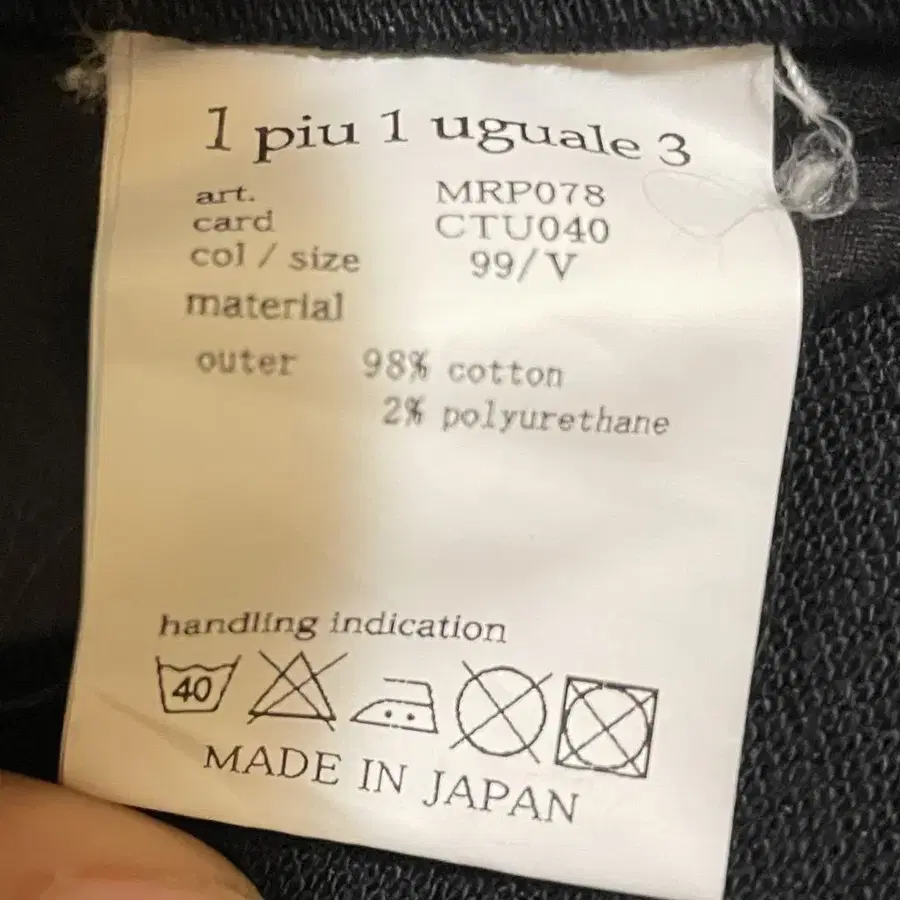 1 piu 1 uguale 3
art. MRP078
card CTU040
col / size 99/V
material
outer 98% cotton
2% polyurethane
handling indication
40
MADE IN JAPAN